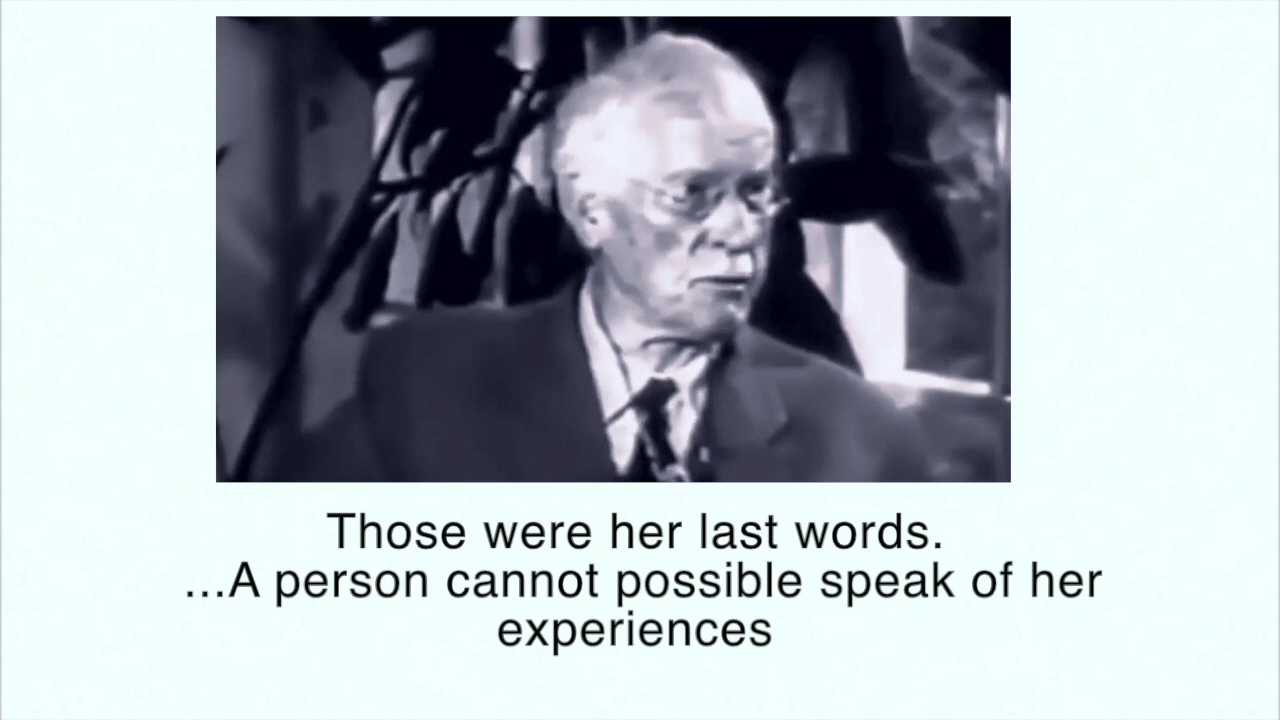 Those were her last words.
...A person cannot possible speak of her
experiences